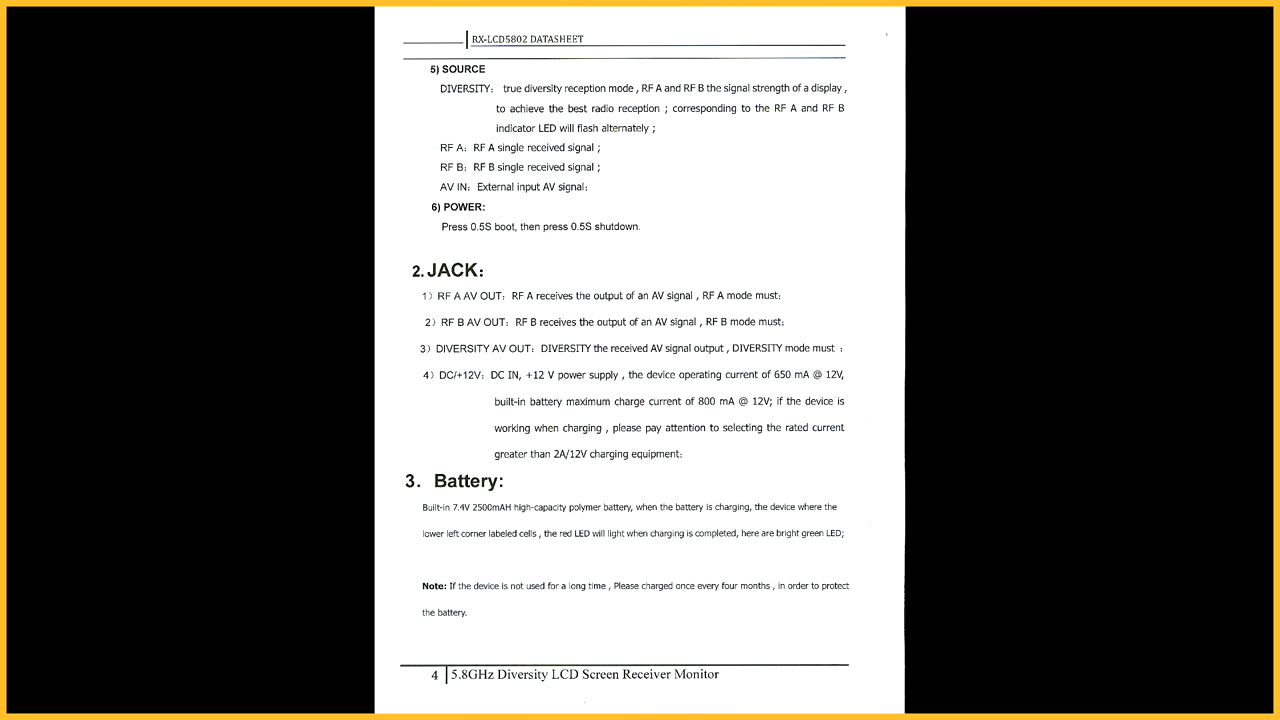 RX-LCD5802 DATASHEET
5) SOURCE
DIVERSITY: true diversity reception mode , RF A and RF B the signal strength of a display ,
to achieve the best radio reception ; corresponding to the RF A and RF B
indicator LED will flash alternately ;
RF A: RF A single received signal ;
RF B: RF B single received signal ;
AV IN: External input AV signal;
6) POWER:
Press 0.5S boot, then press 0.5S shutdown.
2. JACK:
1) RF A AV OUT: RF A receives the output of an AV signal , RF A mode must;
2) RF B AV OUT: RF B receives the output of an AV signal , RF B mode must;
3) DIVERSITY AV OUT: DIVERSITY the received AV signal output , DIVERSITY mode must ;
4) DC/+12V: DC IN, +12 V power supply , the device operating current of 650 mA @ 12V,
built-in battery maximum charge current of 800 mA @ 12V; if the device is
working when charging , please pay attention to selecting the rated current
greater than 2A/12V charging equipment;
3. Battery:
Built-in 7.4V 2500mAH high-capacity polymer battery, when the battery is charging, the device where the
lower left corner labeled cells , the red LED will light when charging is completed, here are bright green LED;
Note: If the device is not used for a long time , Please charged once every four months , in order to protect
the battery.
4 5.8GHz Diversity LCD Screen Receiver Monitor